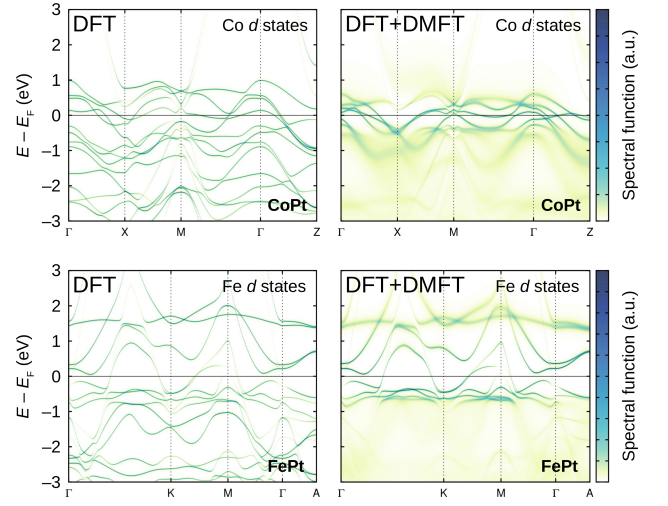 DFT
Co d states
DFT+DMFT
Co d states
3
2
1
0
−1
−2
−3
E − E_F (eV)
CoPt
CoPt
Spectral function (a.u.)
Γ X M Γ Z
Γ X M Γ Z
DFT
Fe d states
DFT+DMFT
Fe d states
3
2
1
0
−1
−2
−3
E − E_F (eV)
FePt
FePt
Spectral function (a.u.)
Γ K M Γ A
Γ K M Γ A